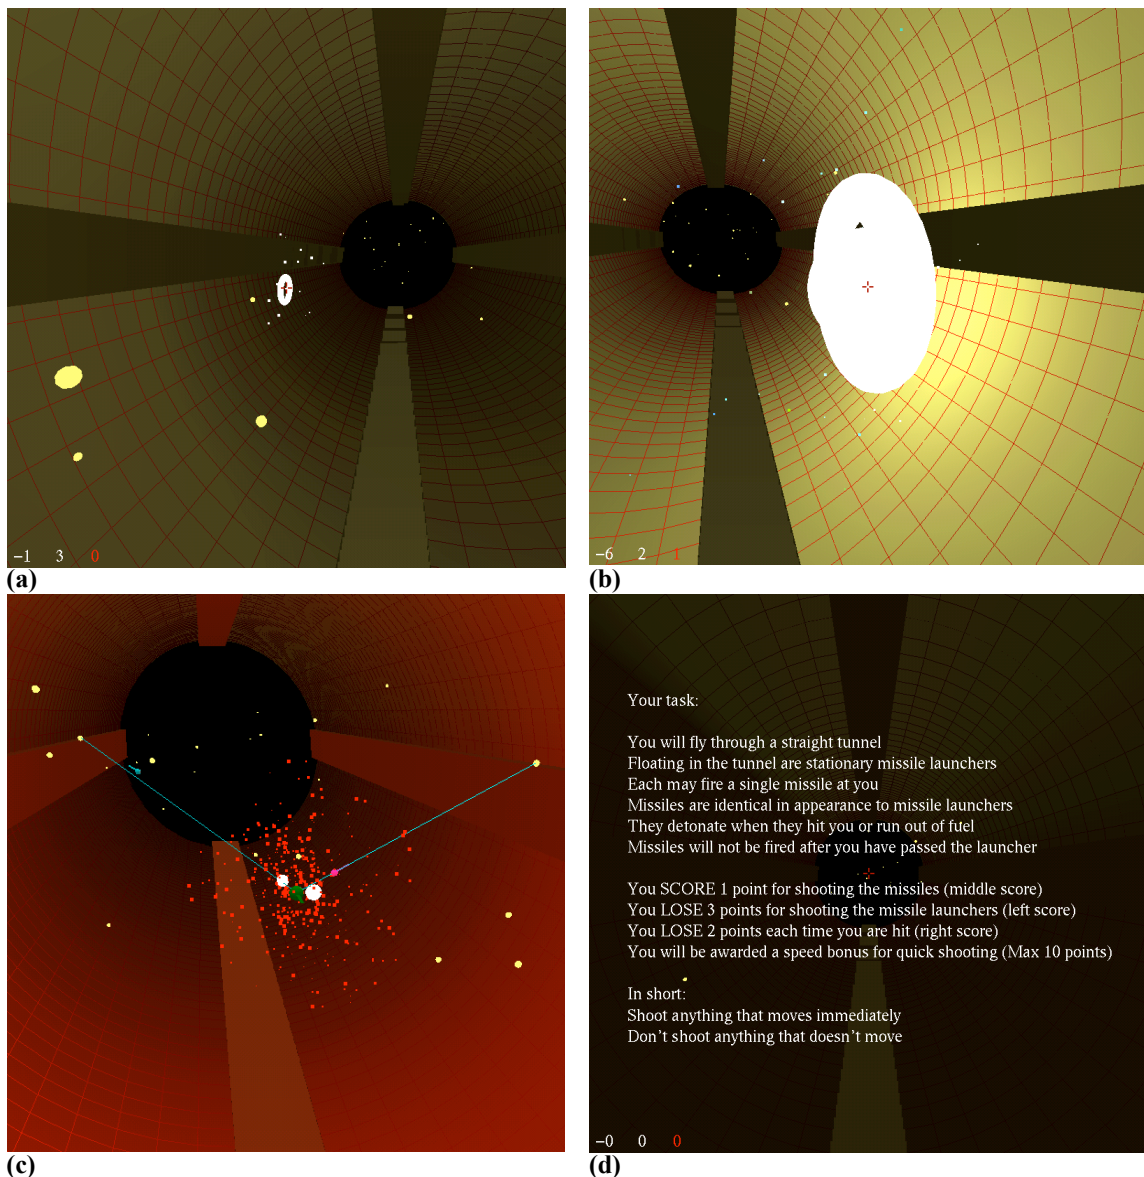 −1 3 0
(a)
−6 2 1
(b)
(c)
Your task:
You will fly through a straight tunnel
Floating in the tunnel are stationary missile launchers
Each may fire a single missile at you
Missiles are identical in appearance to missile launchers
They detonate when they hit you or run out of fuel
Missiles will not be fired after you have passed the launcher
You SCORE 1 point for shooting the missiles (middle score)
You LOSE 3 points for shooting the missile launchers (left score)
You LOSE 2 points each time you are hit (right score)
You will be awarded a speed bonus for quick shooting (Max 10 points)
In short:
Shoot anything that moves immediately
Don’t shoot anything that doesn’t move
−0 0 0
(d)